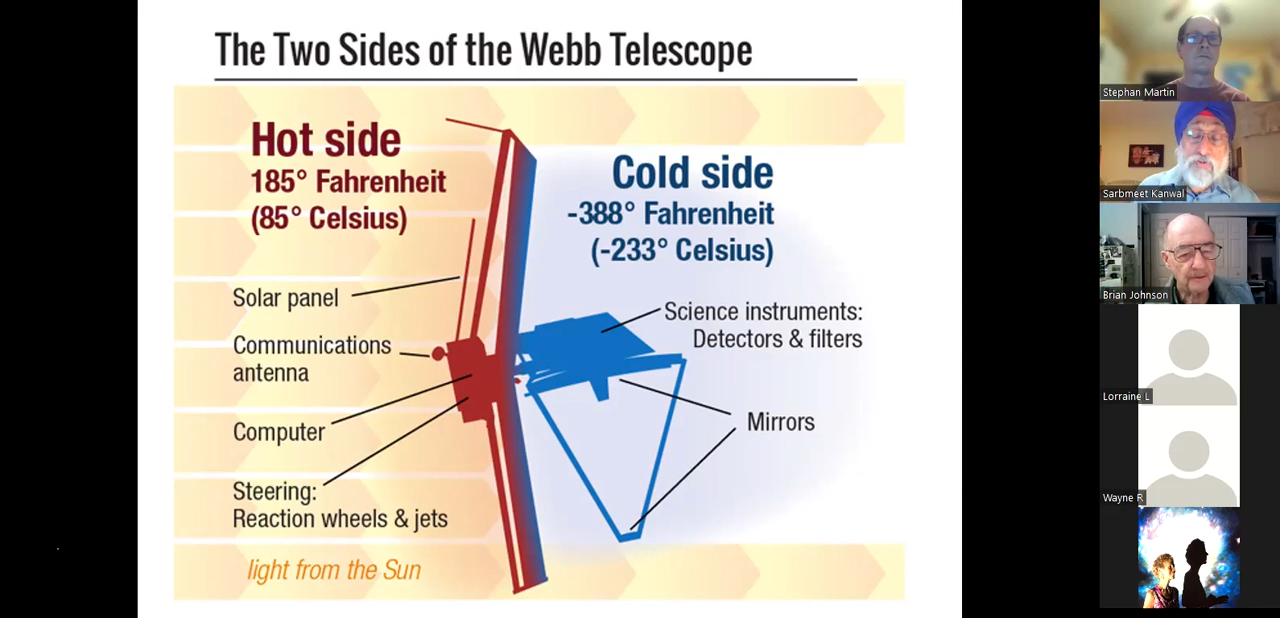 The Two Sides of the Webb Telescope
Hot side
185° Fahrenheit
(85° Celsius)
Cold side
-388° Fahrenheit
(-233° Celsius)
Solar panel
Communications
antenna
Computer
Steering:
Reaction wheels & jets
light from the Sun
Science instruments:
Detectors & filters
Mirrors
Stephan Martin
Sarbmeet Kanwal
Brian Johnson
Lorraine L
Wayne R